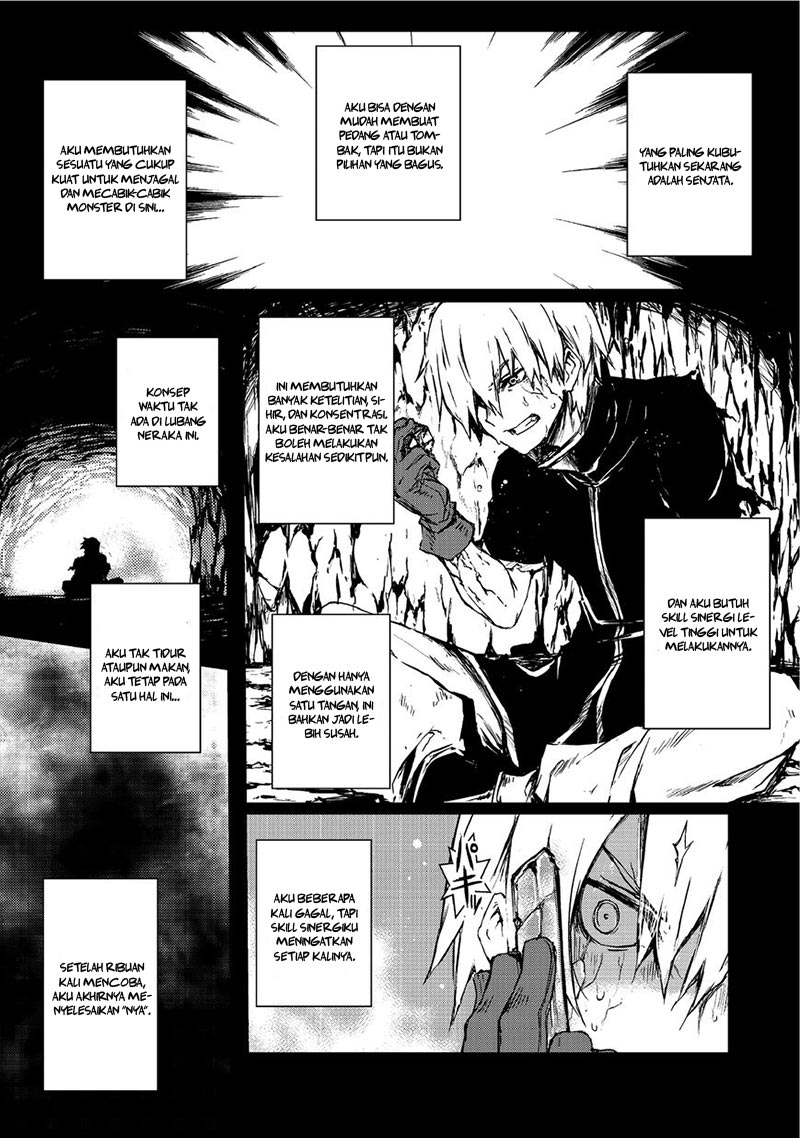 YANG PALING KUBU-
TUHKAN SEKARANG
ADALAH SENJATA.
AKU BISA DENGAN
MUDAH MEMBUAT
PEDANG ATAU TOM-
BAK, TAPI ITU BUKAN
PILIHAN YANG BAGUS.
AKU MEMBUTUHKAN
SESUATU YANG CUKUP
KUAT UNTUK MENJAGAL
DAN MECABIK-CABIK
MONSTER DI SINI...
DAN AKU BUTUH
SKILL SINERGI LE-
VEL TINGGI UNTUK
MELAKUKANNYA.
INI MEMBUTUHKAN
BANYAK KETELITIAN, SI-
HIR, DAN KONSENTRASI.
AKU BENAR-BENAR TAK
BOLEH MELAKUKAN
KESALAHAN SEDIKITPUN.
DENGAN HANYA
MENGGUNAKAN
SATU TANGAN, INI
BAHKAN JADI LE-
BIH SUSAH.
パキッ
AKU BEBERAPA
KALI GAGAL, TAPI
SKILL SINERGIKU
MENINGATKAN
SETIAP KALINYA.
KONSEP
WAKTU TAK
ADA DI LUBANG
NERAKA INI.
AKU TAK TIDUR
ATAUPUN MAKAN,
AKU TETAP PADA
SATU HAL INI...
SETELAH RIBUAN
KALI MENCOBA,
AKU AKHIRNYA ME-
NYELESAIKAN "NYA".